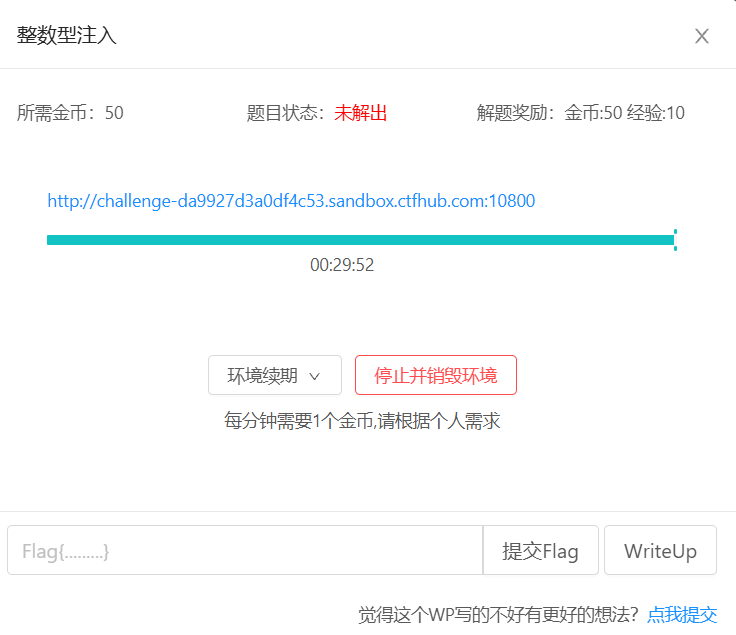 整数型注入
所需金币：50 题目状态：未解出 解题奖励：金币:50 经验:10
http://challenge-da9927d3a0df4c53.sandbox.ctfhub.com:10800
00:29:52
环境续期 停止并销毁环境
每分钟需要1个金币,请根据个人需求
Flag{.........} 提交Flag WriteUp
觉得这个WP写的不好有更好的想法？点我提交